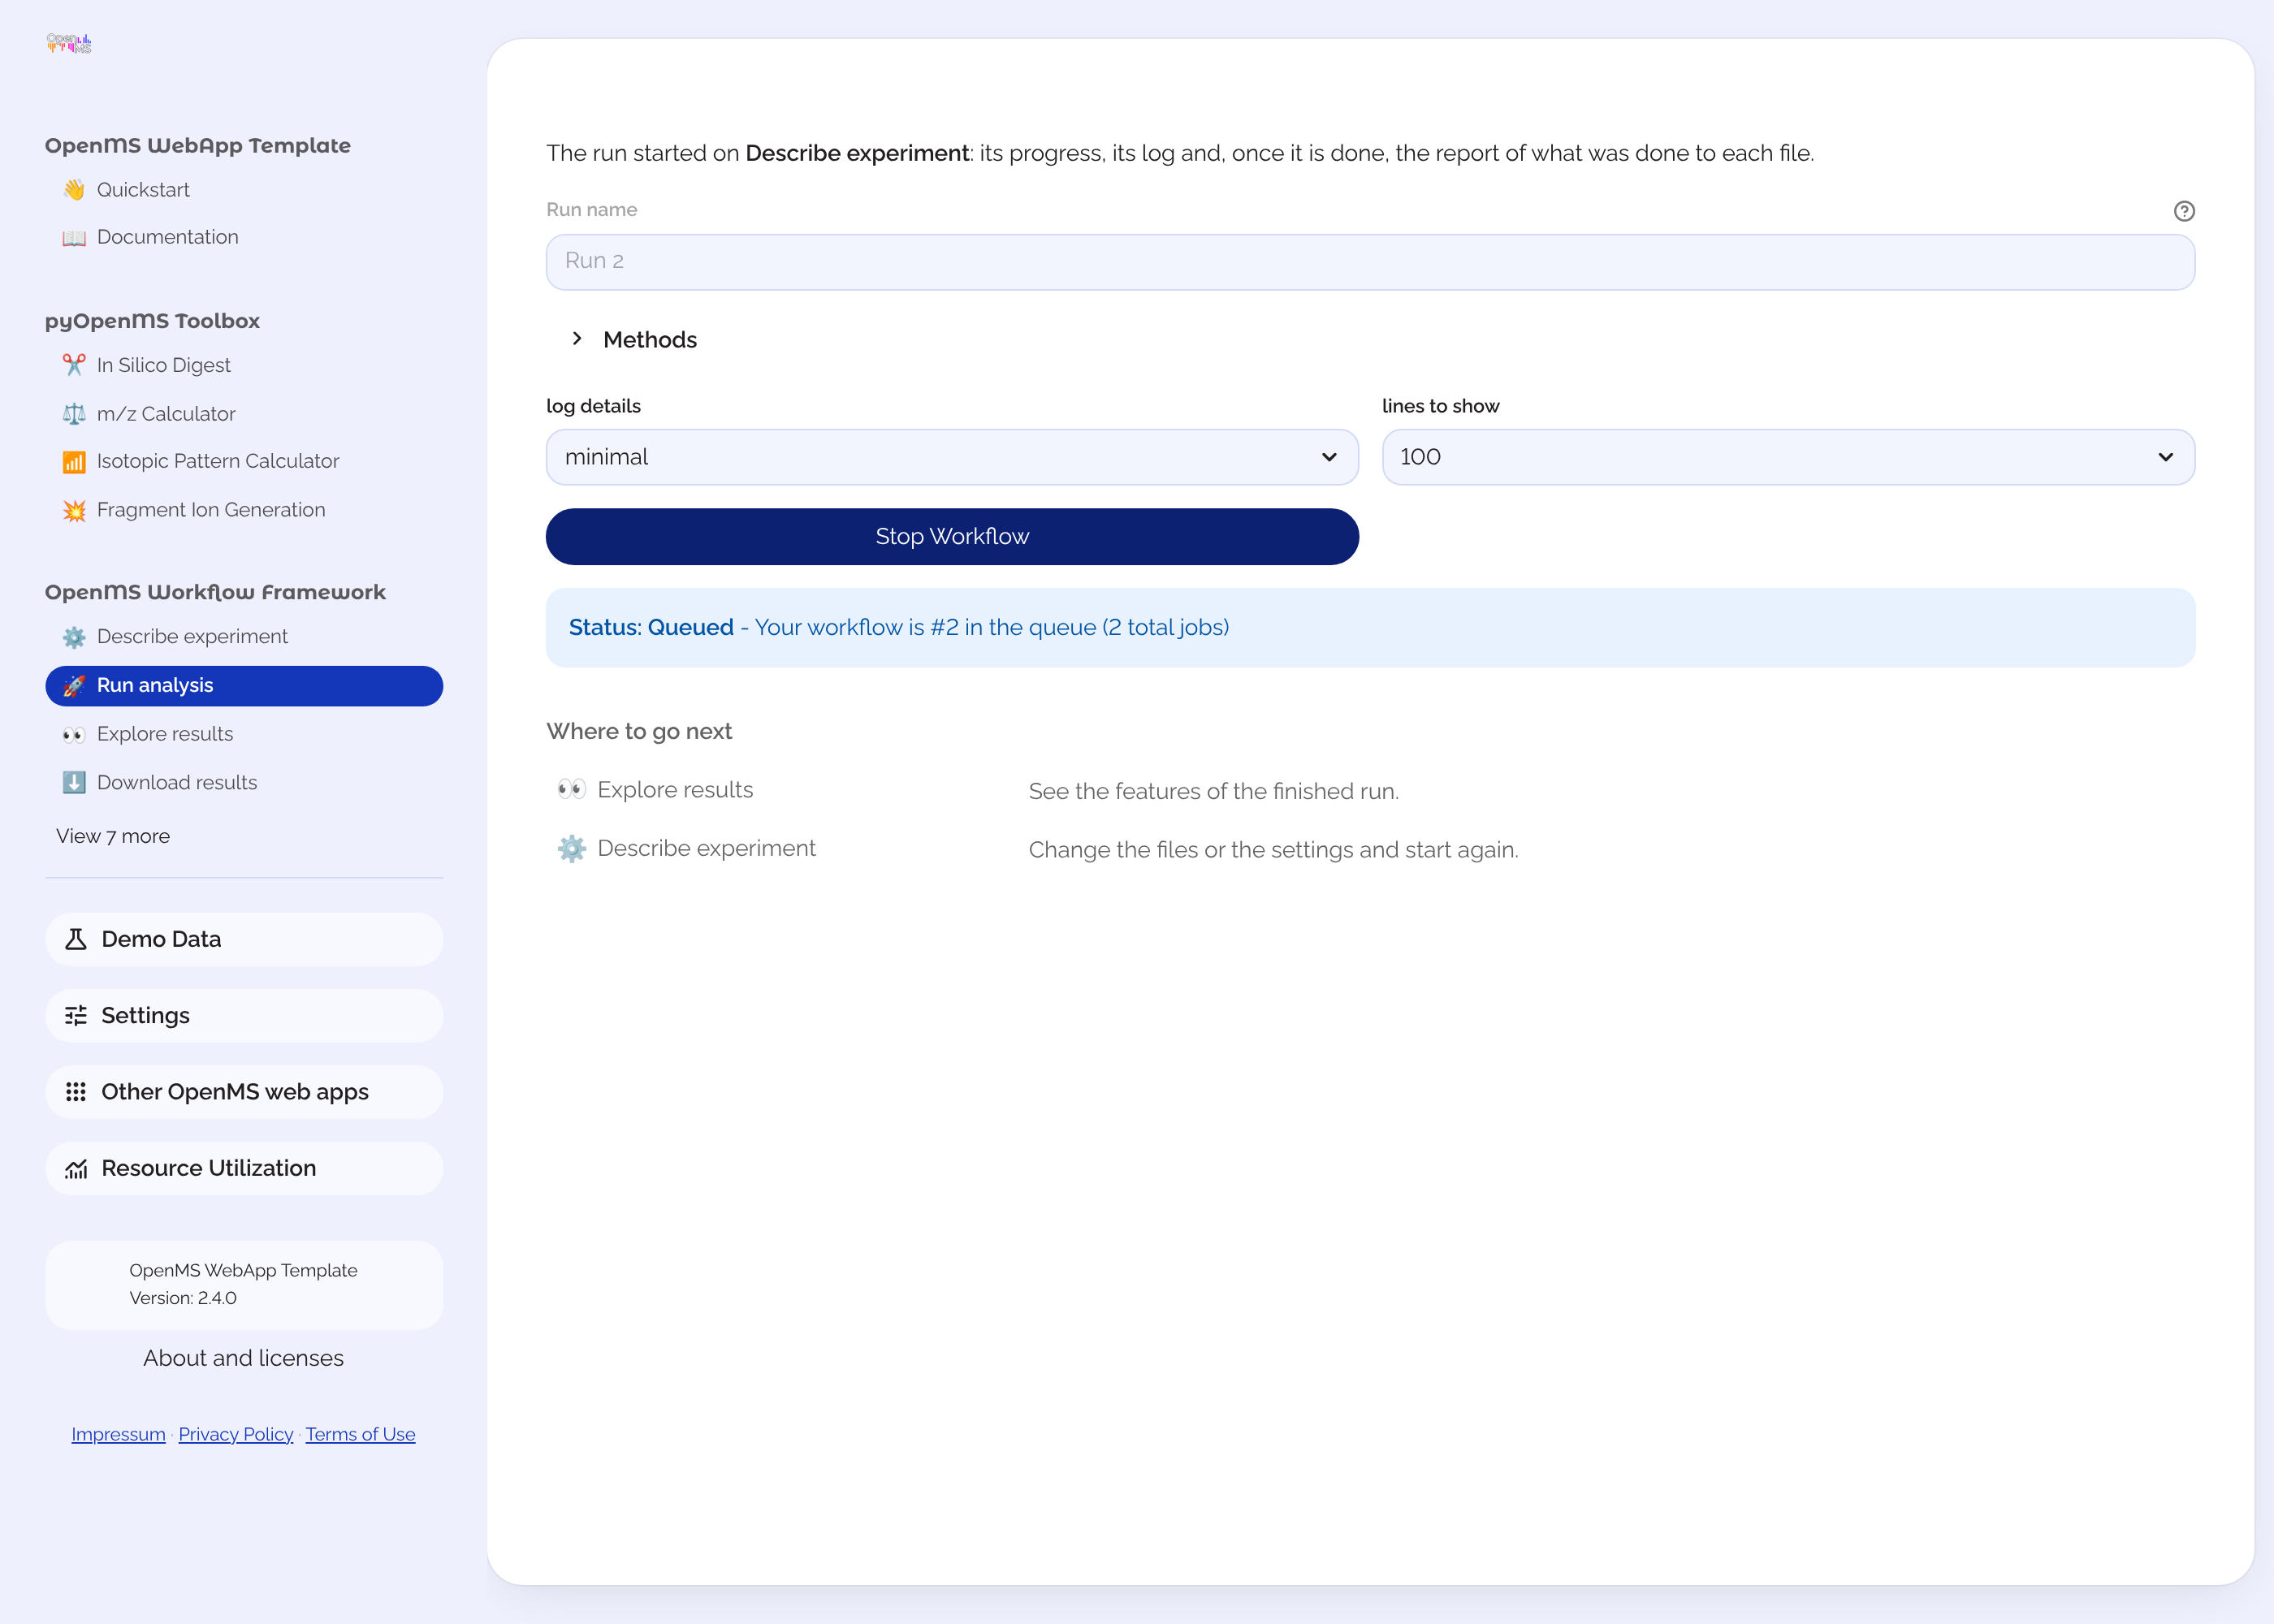 OpenMS
OpenMS WebApp Template
Quickstart
Documentation
pyOpenMS Toolbox
In Silico Digest
m/z Calculator
Isotopic Pattern Calculator
Fragment Ion Generation
OpenMS Workflow Framework
Describe experiment
Run analysis
Explore results
Download results
View 7 more
Demo Data
Settings
Other OpenMS web apps
Resource Utilization
OpenMS WebApp Template
Version: 2.4.0
About and licenses
Impressum · Privacy Policy · Terms of Use
The run started on Describe experiment: its progress, its log and, once it is done, the report of what was done to each file.
Run name
Run 2
Methods
log details
lines to show
minimal
100
Stop Workflow
Status: Queued - Your workflow is #2 in the queue (2 total jobs)
Where to go next
Explore results
See the features of the finished run.
Describe experiment
Change the files or the settings and start again.